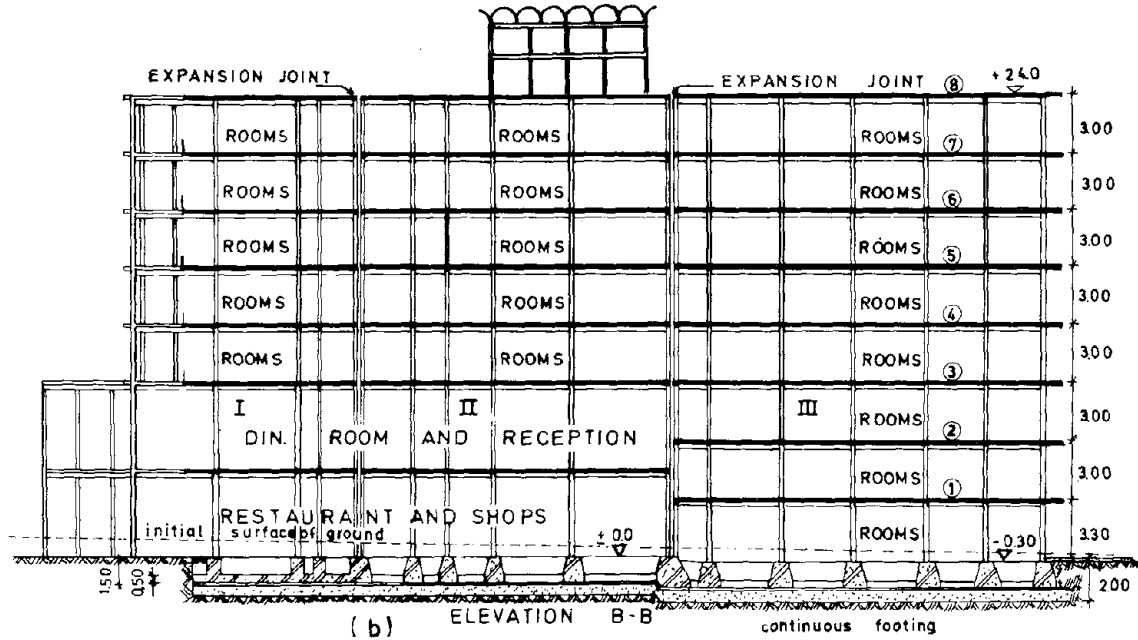 EXPANSION JOINT
EXPANSION JOINT ⑧ +24.0
ROOMS ROOMS ROOMS 3.00
⑦
ROOMS ROOMS ROOMS 3.00
⑥
ROOMS ROOMS ROOMS 3.00
⑤
ROOMS ROOMS ROOMS 3.00
④
ROOMS ROOMS ROOMS 3.00
③
I II III
DIN. ROOM AND RECEPTION
ROOMS 3.00
②
ROOMS 3.00
①
RESTAURAINT AND SHOPS
initial surface of ground
±0.0
ROOMS -0.30 3.30
1.50 0.50
2.00
ELEVATION B-B
(b)
continuous footing